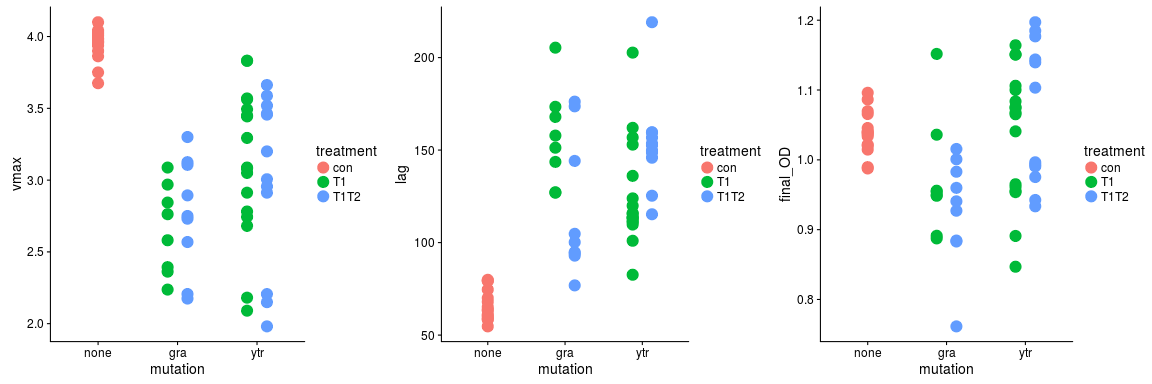 vmax
4.0
3.5
3.0
2.5
2.0
none gra ytr
mutation
treatment
con
T1
T1T2
lag
200
150
100
50
none gra ytr
mutation
treatment
con
T1
T1T2
final_OD
1.2
1.1
1.0
0.9
0.8
none gra ytr
mutation
treatment
con
T1
T1T2